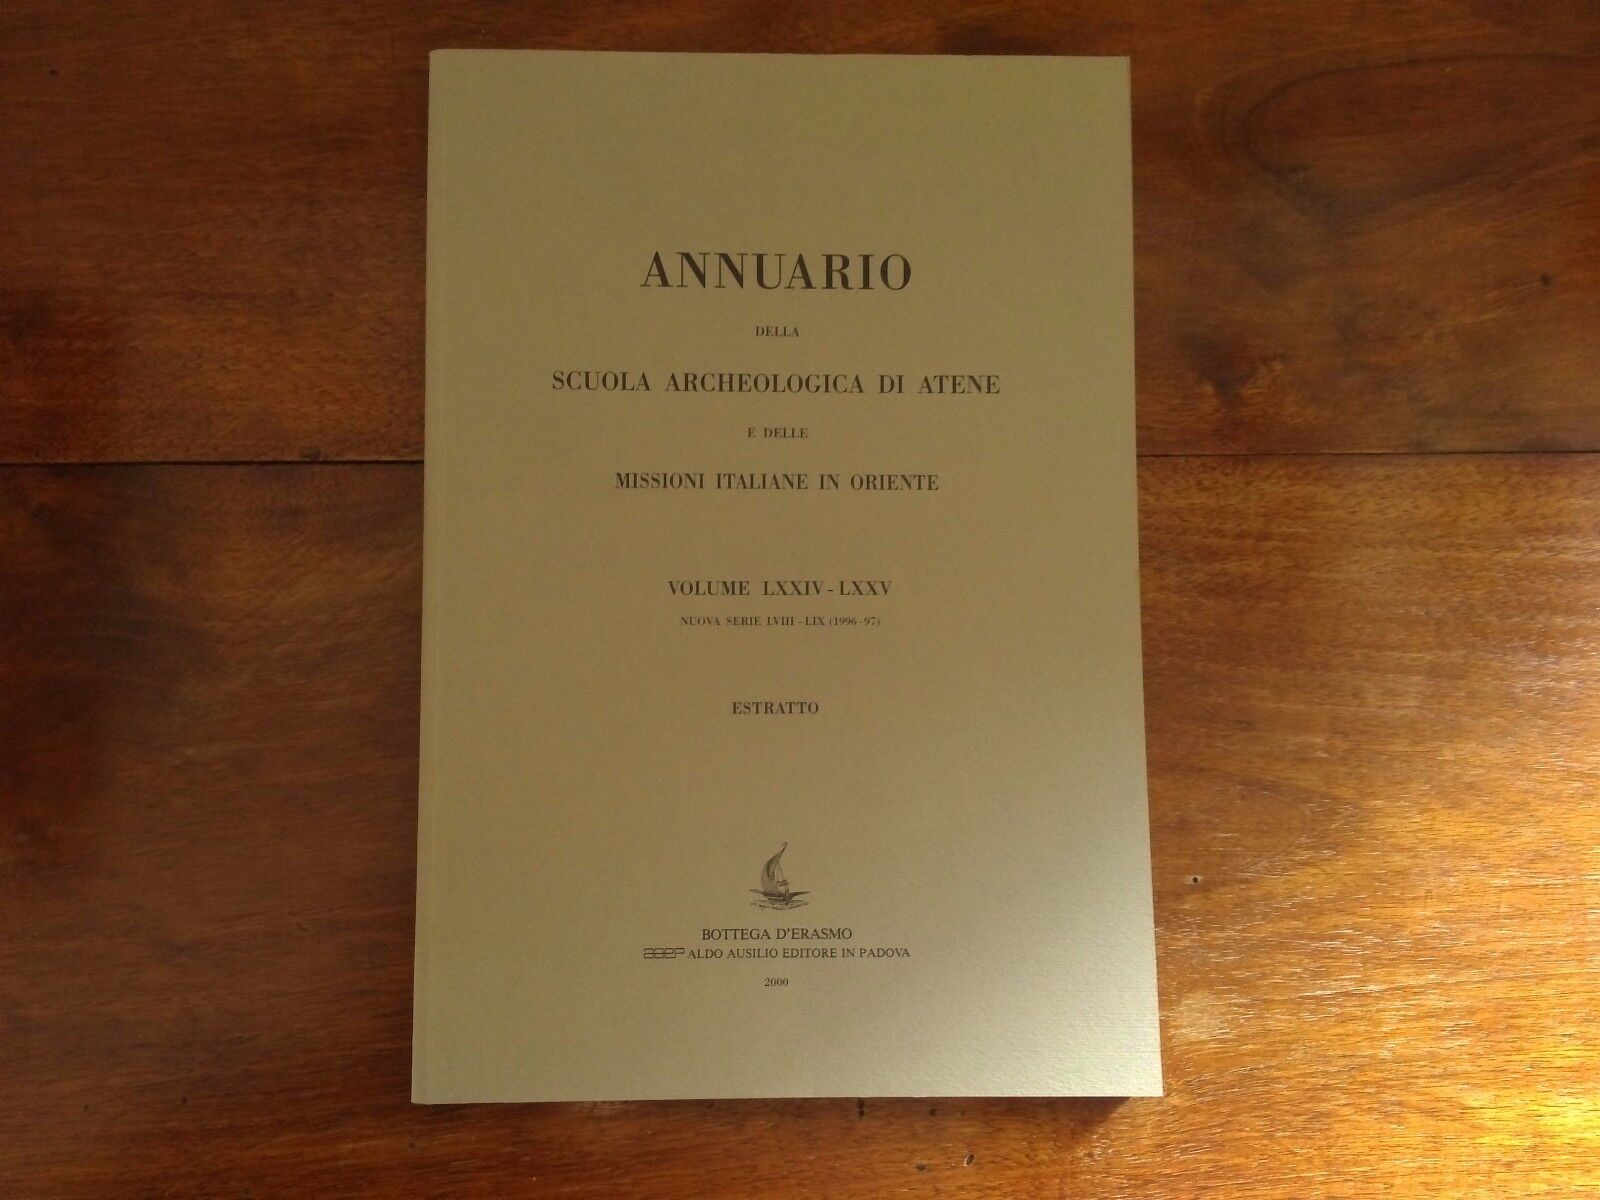 ANNUARIO
DELLA
SCUOLA ARCHEOLOGICA DI ATENE
E DELLE
MISSIONI ITALIANE IN ORIENTE
VOLUME LXXIV - LXXV
NUOVA SERIE LVIII - LIX (1996-97)
ESTRATTO
BOTTEGA D'ERASMO
aaep ALDO AUSILIO EDITORE IN PADOVA
2000